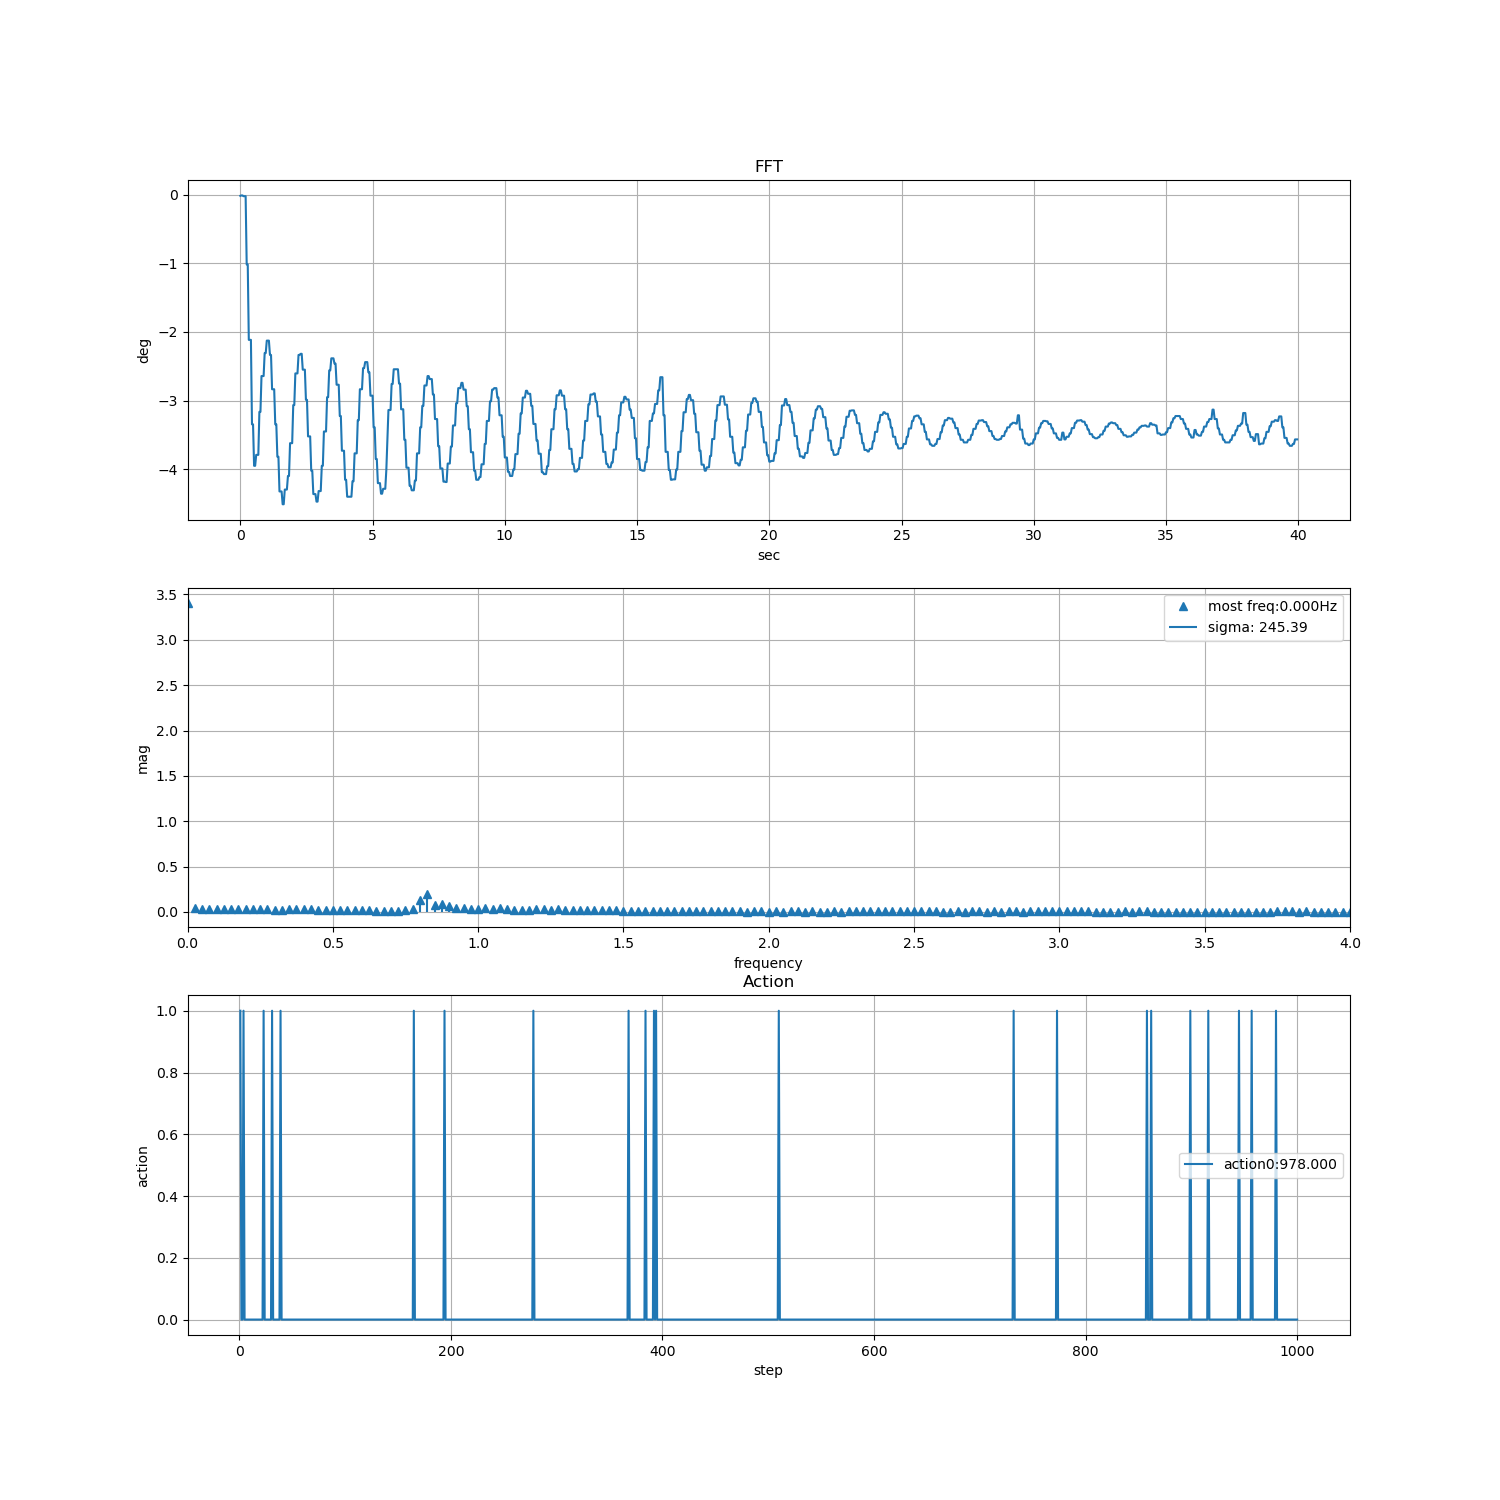 FFT
0
−1
−2
−3
−4
deg
0 5 10 15 20 25 30 35 40
sec
3.5
3.0
2.5
2.0
1.5
1.0
0.5
0.0
mag
most freq:0.000Hz
sigma: 245.39
0.0 0.5 1.0 1.5 2.0 2.5 3.0 3.5 4.0
frequency
Action
1.0
0.8
0.6
0.4
0.2
0.0
action
action0:978.000
0 200 400 600 800 1000
step